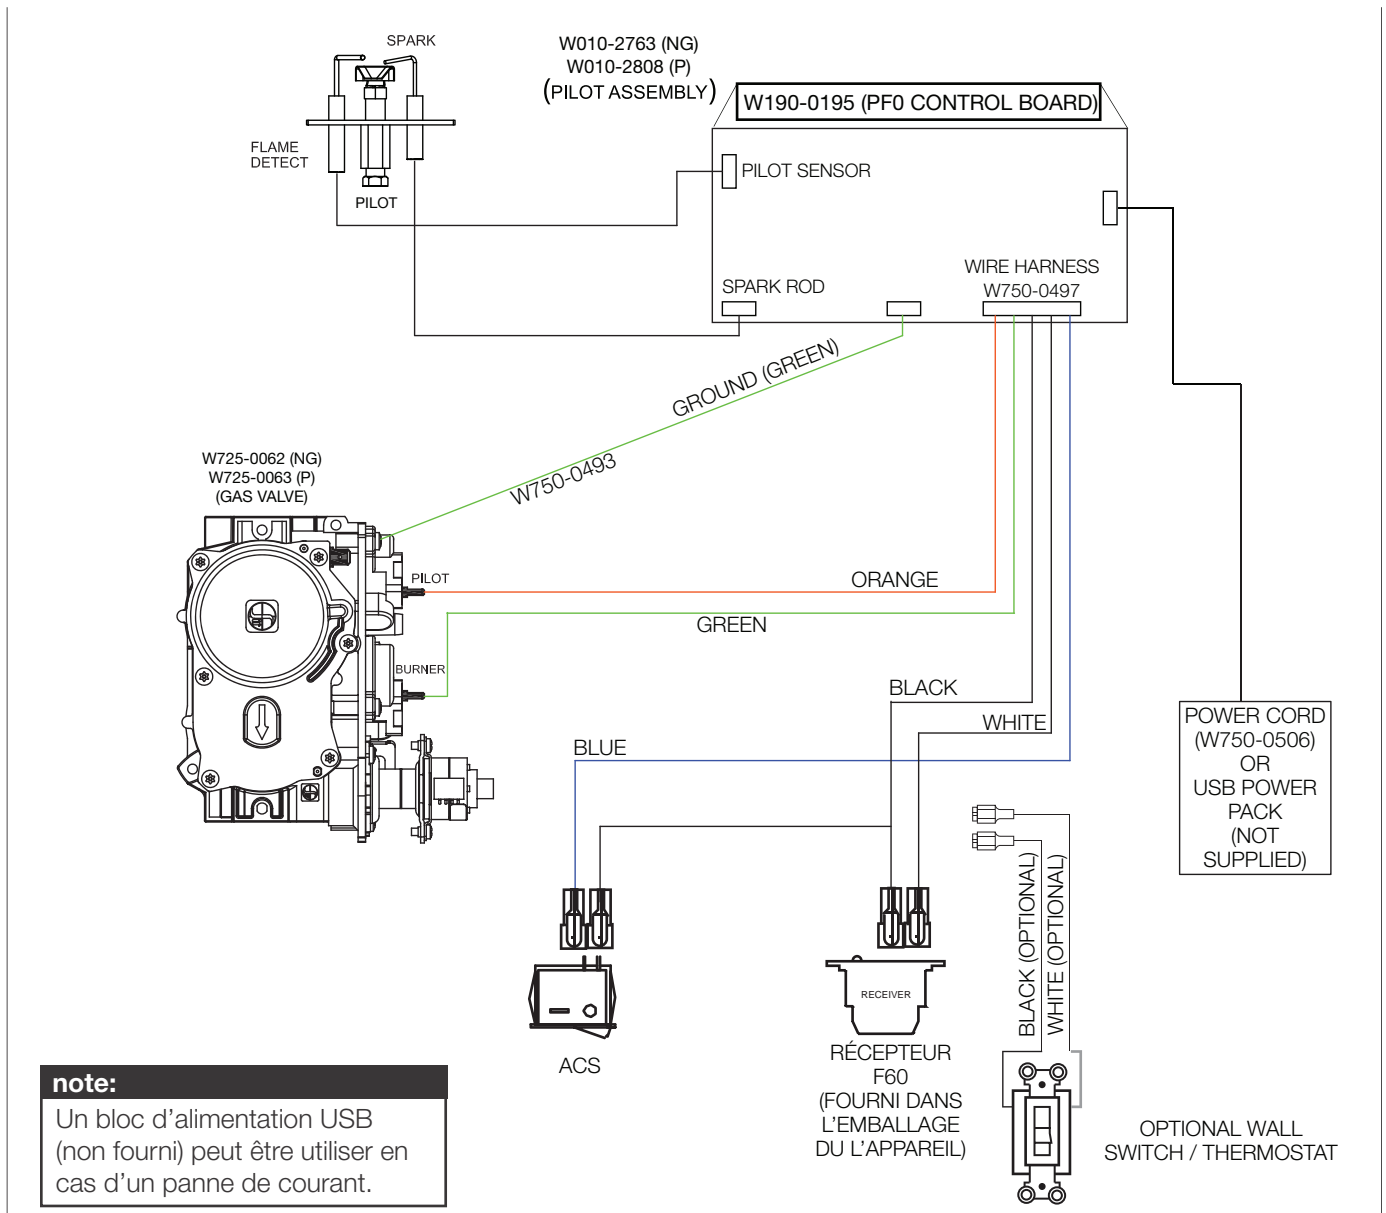 SPARK
W010-2763 (NG)
W010-2808 (P)
(PILOT ASSEMBLY)
W190-0195 (PF0 CONTROL BOARD)
FLAME
DETECT
PILOT
PILOT SENSOR
WIRE HARNESS
W750-0497
SPARK ROD
GROUND (GREEN)
W750-0493
W725-0062 (NG)
W725-0063 (P)
(GAS VALVE)
PILOT
ORANGE
GREEN
BURNER
BLACK
WHITE
BLUE
POWER CORD
(W750-0506)
OR
USB POWER
PACK
(NOT
SUPPLIED)
BLACK (OPTIONAL)
WHITE (OPTIONAL)
RECEIVER
ACS
RÉCEPTEUR
F60
(FOURNI DANS
L'EMBALLAGE
DU L'APPAREIL)
OPTIONAL WALL
SWITCH / THERMOSTAT
note:
Un bloc d'alimentation USB
(non fourni) peut être utiliser en
cas d'un panne de courant.